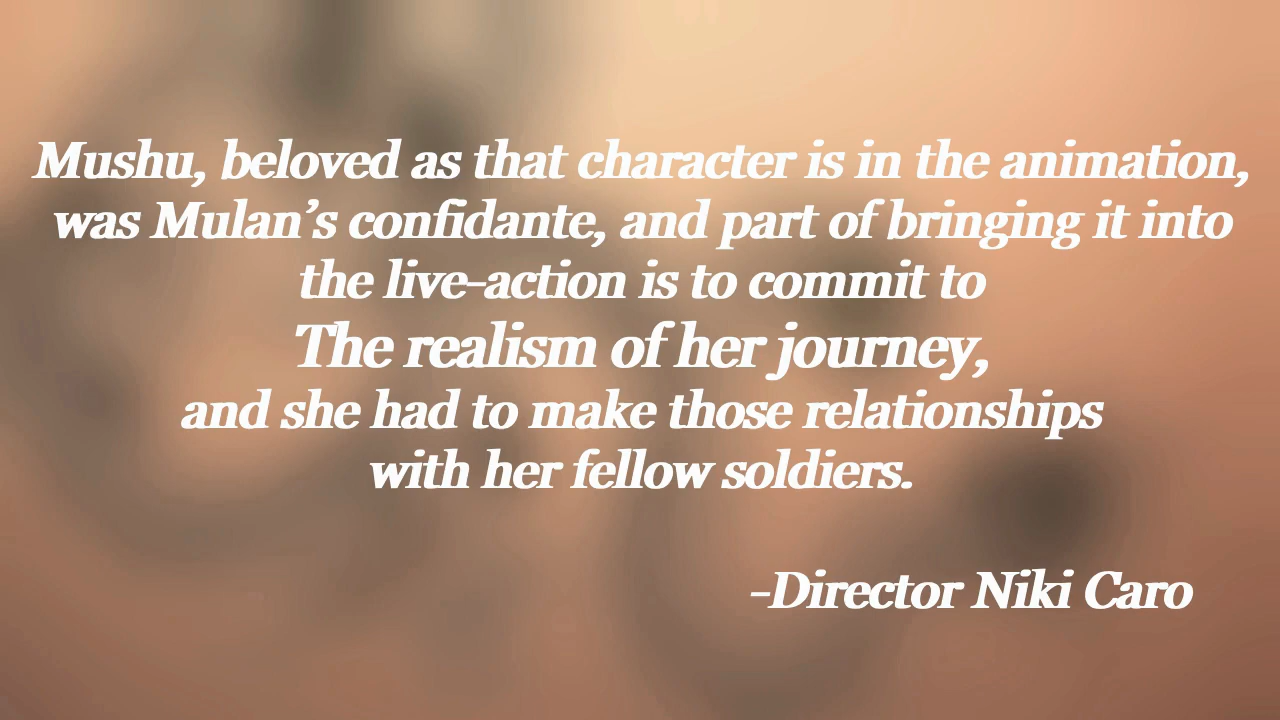 Mushu, beloved as that character is in the animation,
was Mulan’s confidante, and part of bringing it into
the live-action is to commit to
The realism of her journey,
and she had to make those relationships
with her fellow soldiers.
-Director Niki Caro